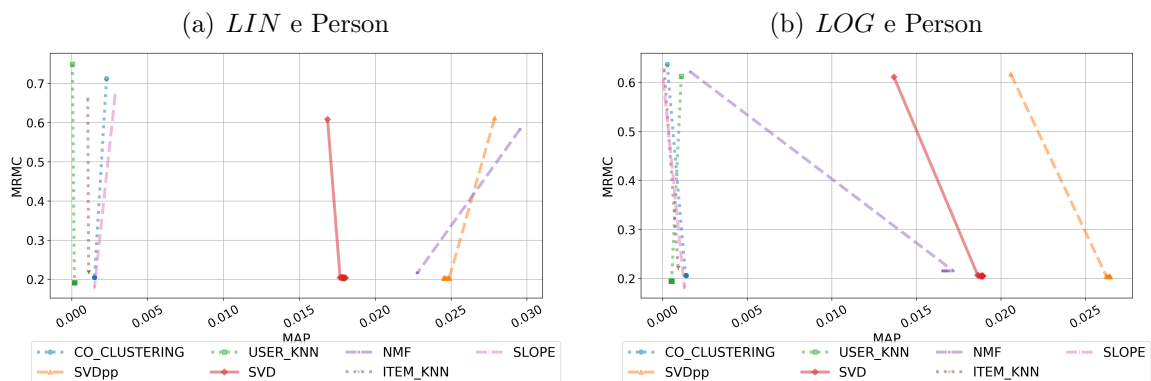 (a) LIN e Person
MRMC
0.7
0.6
0.5
0.4
0.3
0.2
0.000 0.005 0.010 0.015 0.020 0.025 0.030
MAP
CO_CLUSTERING USER_KNN NMF SLOPE
SVDpp SVD ITEM_KNN
(b) LOG e Person
MRMC
0.6
0.5
0.4
0.3
0.2
0.000 0.005 0.010 0.015 0.020 0.025
MAP
CO_CLUSTERING USER_KNN NMF SLOPE
SVDpp SVD ITEM_KNN